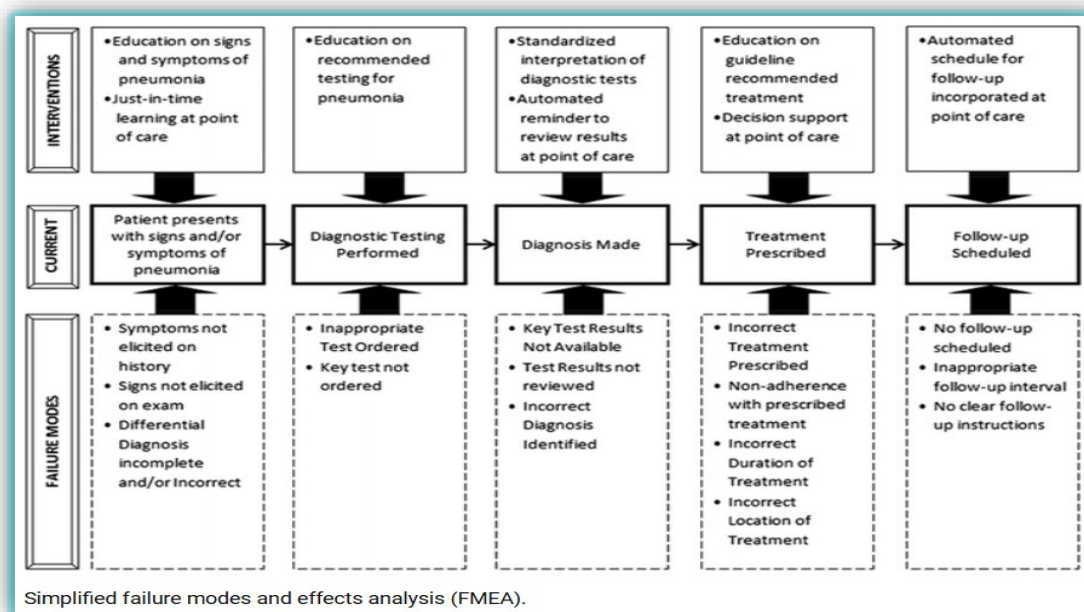 INTERVENTIONS
•Education on signs
and symptoms of
pneumonia
•Just-in-time
learning at point
of care
•Education on
recommended
testing for
pneumonia
•Standardized
interpretation of
diagnostic tests
•Automated
reminder to
review results
at point of care
•Education on
guideline
recommended
treatment
•Decision support
at point of care
•Automated
schedule for
follow-up
incorporated at
point of care
CURRENT
Patient presents
with signs and/or
symptoms of
pneumonia
Diagnostic Testing
Performed
Diagnosis Made
Treatment
Prescribed
Follow-up
Scheduled
FAILURE MODES
• Symptoms not
elicited on
history
• Signs not elicited
on exam
• Differential
Diagnosis
incomplete
and/or Incorrect
• Inappropriate
Test Ordered
• Key test not
ordered
• Key Test Results
Not Available
• Test Results not
reviewed
• Incorrect
Diagnosis
Identified
• Incorrect
Treatment
Prescribed
• Non-adherence
with prescribed
treatment
• Incorrect
Duration of
Treatment
• Incorrect
Location of
Treatment
• No follow-up
scheduled
• Inappropriate
follow-up interval
• No clear follow-
up instructions
Simplified failure modes and effects analysis (FMEA).